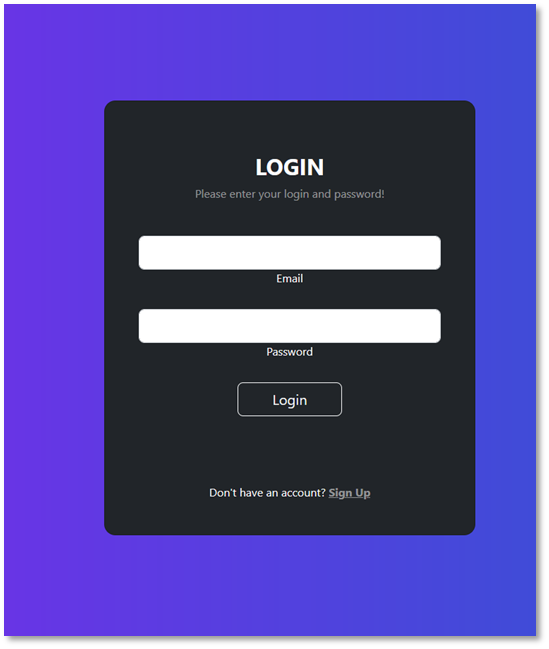 LOGIN
Please enter your login and password!
Email
Password
Login
Don't have an account? Sign Up